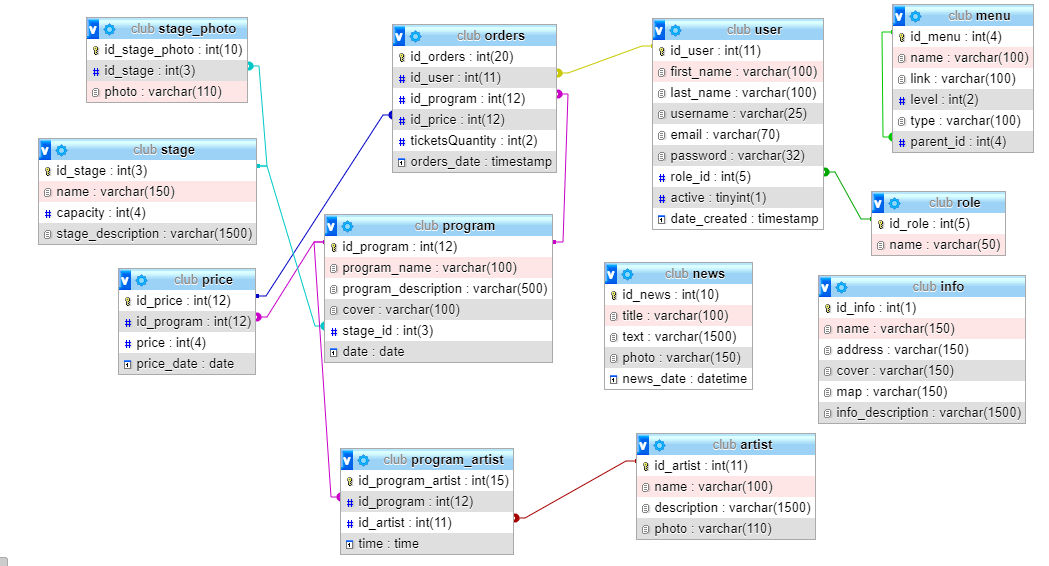 club stage_photo
id_stage_photo : int(10)
id_stage : int(3)
photo : varchar(110)
club orders
id_orders : int(20)
id_user : int(11)
id_program : int(12)
id_price : int(12)
ticketsQuantity : int(2)
orders_date : timestamp
club user
id_user : int(11)
first_name : varchar(100)
last_name : varchar(100)
username : varchar(25)
email : varchar(70)
password : varchar(32)
role_id : int(5)
active : tinyint(1)
date_created : timestamp
club menu
id_menu : int(4)
name : varchar(100)
link : varchar(100)
level : int(2)
type : varchar(100)
parent_id : int(4)
club stage
id_stage : int(3)
name : varchar(150)
capacity : int(4)
stage_description : varchar(1500)
club role
id_role : int(5)
name : varchar(50)
club program
id_program : int(12)
program_name : varchar(100)
program_description : varchar(500)
cover : varchar(100)
stage_id : int(3)
date : date
club price
id_price : int(12)
id_program : int(12)
price : int(4)
price_date : date
club news
id_news : int(10)
title : varchar(100)
text : varchar(1500)
photo : varchar(150)
news_date : datetime
club info
id_info : int(1)
name : varchar(150)
address : varchar(150)
cover : varchar(150)
map : varchar(150)
info_description : varchar(1500)
club program_artist
id_program_artist : int(15)
id_program : int(12)
id_artist : int(11)
time : time
club artist
id_artist : int(11)
name : varchar(100)
description : varchar(1500)
photo : varchar(110)